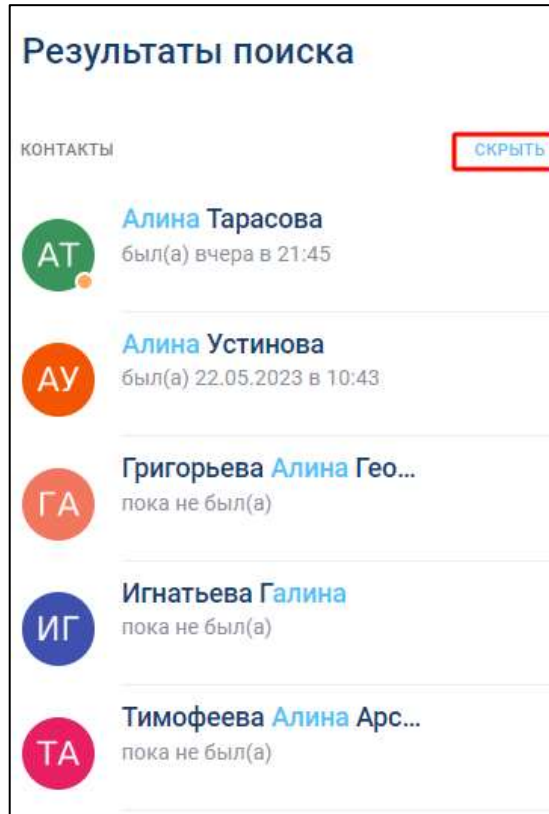 Результаты поиска
КОНТАКТЫ СКРЫТЬ
АТ Алина Тарасова
был(а) вчера в 21:45
АУ Алина Устинова
был(а) 22.05.2023 в 10:43
ГА Григорьева Алина Гео...
пока не был(а)
ИГ Игнатьева Галина
пока не был(а)
ТА Тимофеева Алина Арс...
пока не был(а)